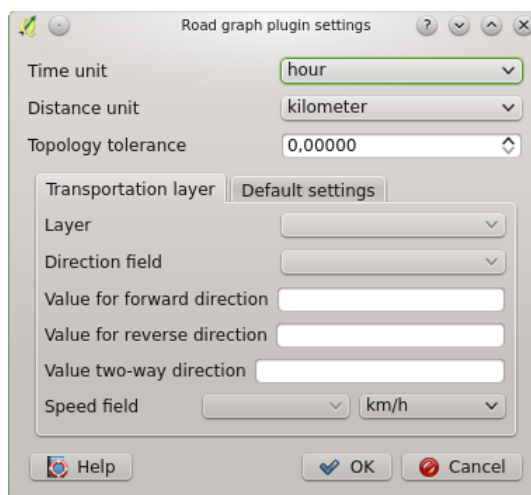 Road graph plugin settings
Time unit hour
Distance unit kilometer
Topology tolerance 0,00000
Transportation layer Default settings
Layer
Direction field
Value for forward direction
Value for reverse direction
Value two-way direction
Speed field km/h
Help OK Cancel